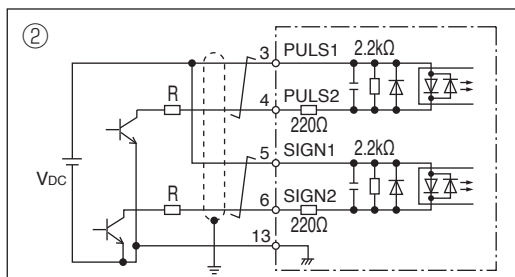 ②
3 PULS1 2.2kΩ
R 4 PULS2
220Ω
5 SIGN1 2.2kΩ
VDC
R 6 SIGN2
220Ω
13